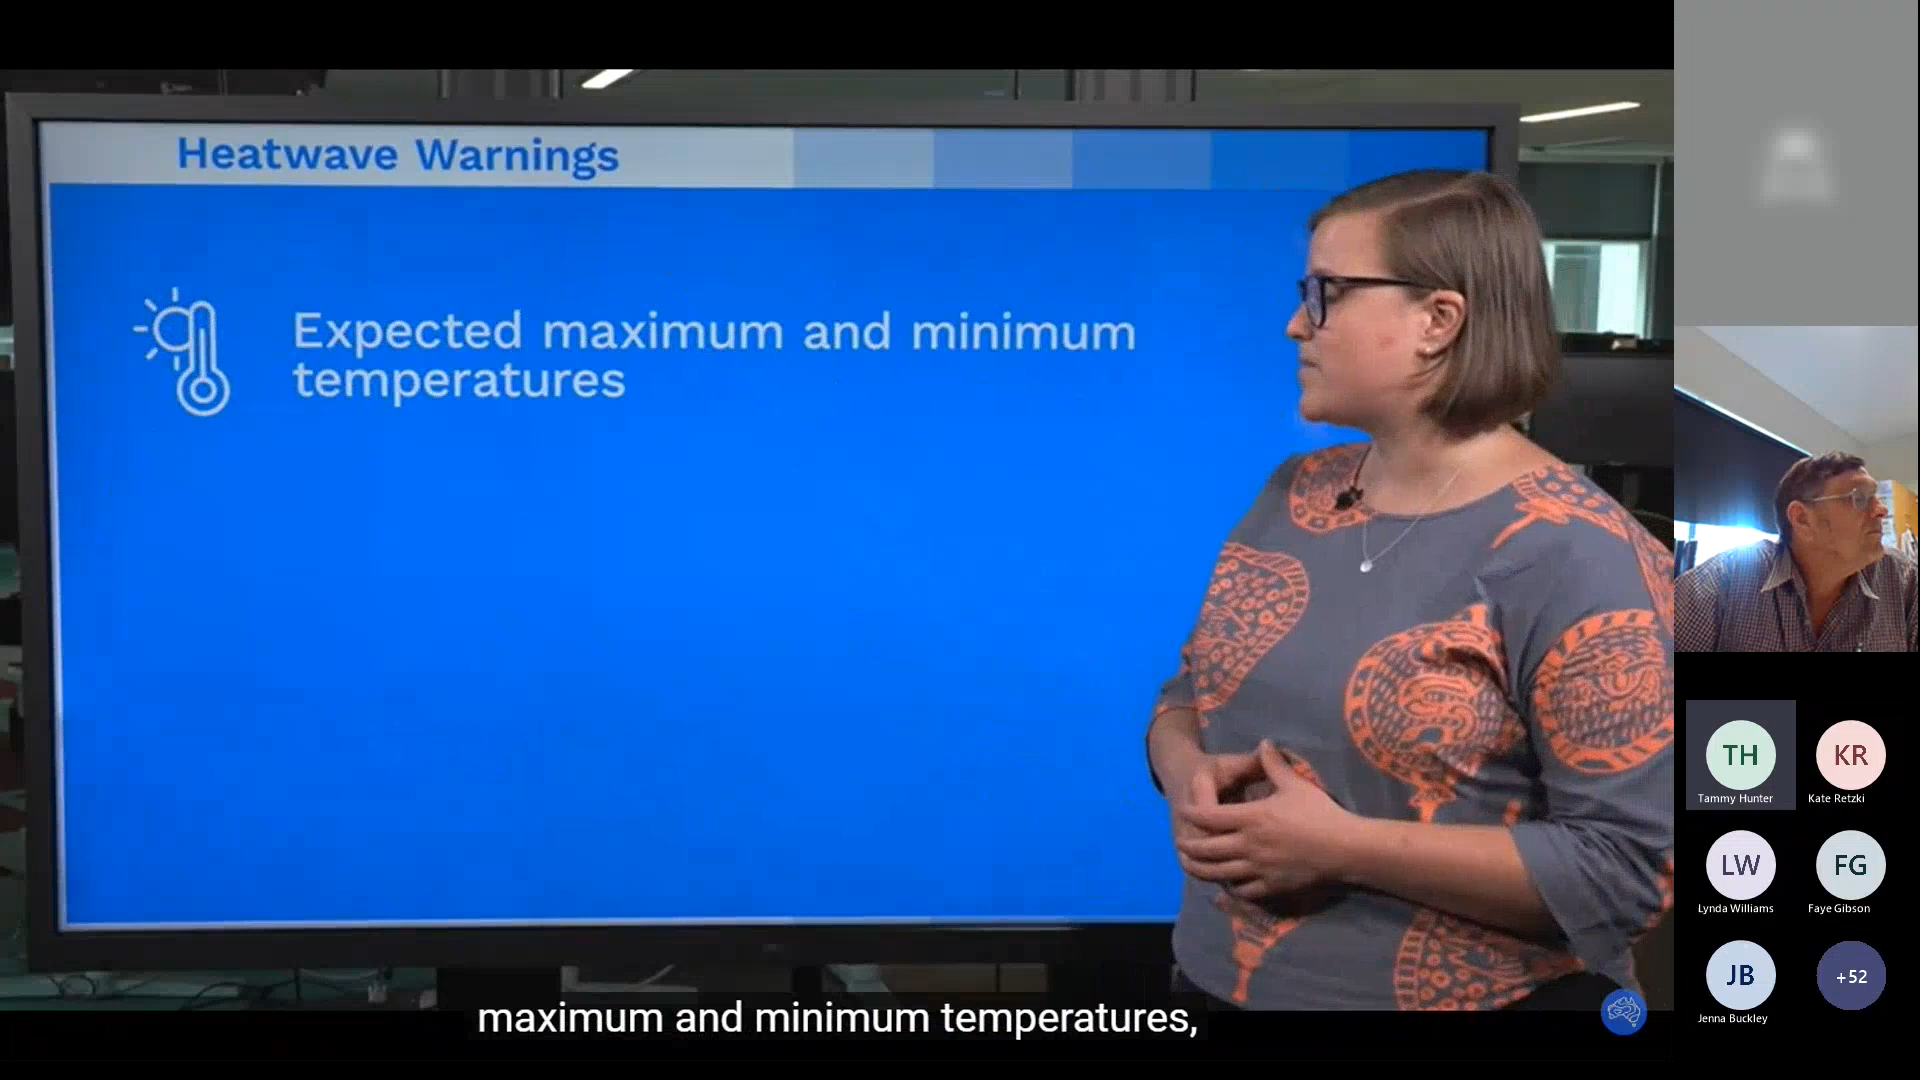 Heatwave Warnings
Expected maximum and minimum
temperatures
maximum and minimum temperatures,
TH
Tammy Hunter
KR
Kate Retzki
LW
Lynda Williams
FG
Faye Gibson
JB
Jenna Buckley
+52